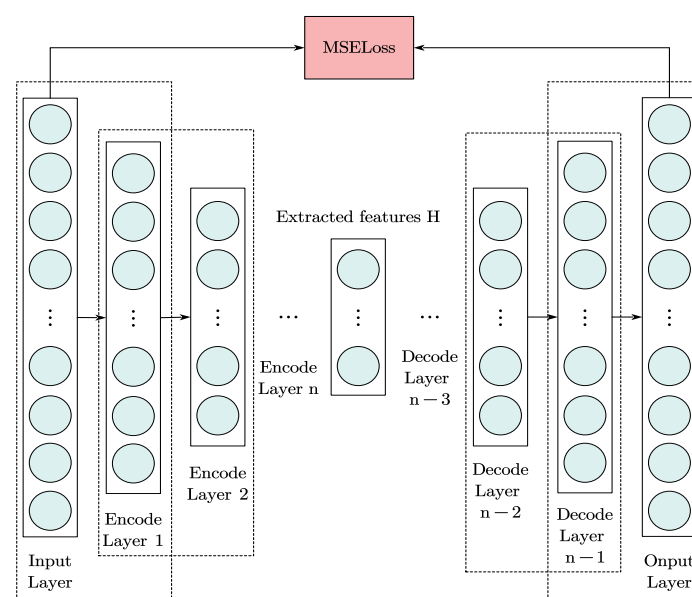 MSELoss
Extracted features H
...
...
Encode
Layer n
Decode
Layer
n − 3
Encode
Layer 2
Decode
Layer
n − 2
Encode
Layer 1
Decode
Layer
n − 1
Input
Layer
Onput
Layer